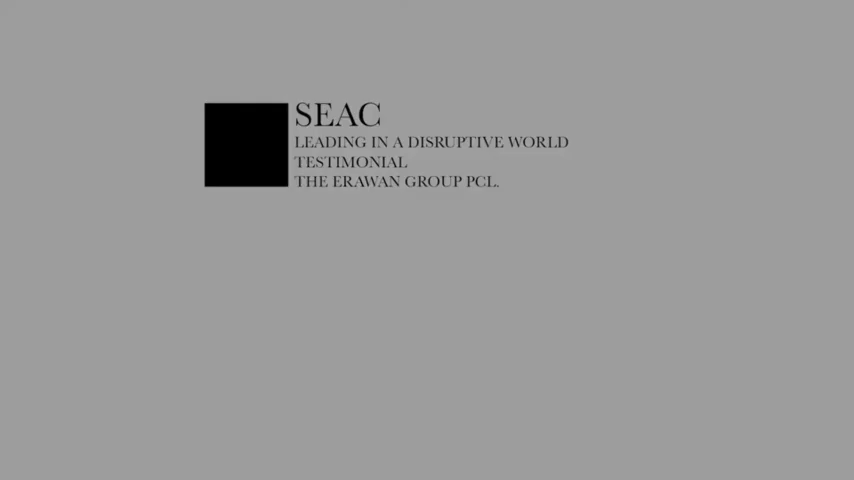 SEAC
LEADING IN A DISRUPTIVE WORLD
TESTIMONIAL
THE ERAWAN GROUP PCL.